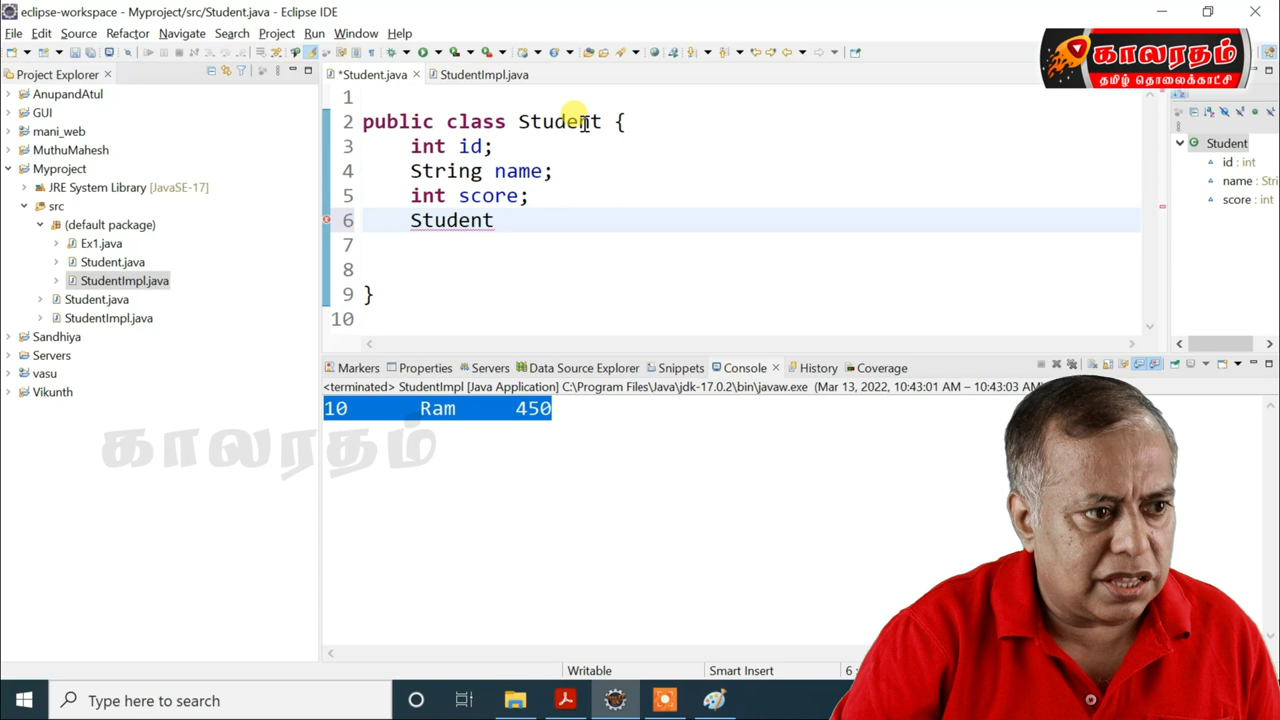 eclipse-workspace - Myproject/src/Student.java - Eclipse IDE
File Edit Source Refactor Navigate Search Project Run Window Help
காலரதம்
தமிழ் தொலைக்காட்சி
Project Explorer
AnupandAtul
GUI
mani_web
MuthuMahesh
Myproject
JRE System Library [JavaSE-17]
src
(default package)
Ex1.java
Student.java
StudentImpl.java
Student.java
StudentImpl.java
Sandhiya
Servers
vasu
Vikunth
*Student.java StudentImpl.java
1
2 public class Student {
3 int id;
4 String name;
5 int score;
6 Student
7
8
9 }
10
Student
id : int
name : Stri
score : int
Markers Properties Servers Data Source Explorer Snippets Console History Coverage
<terminated> StudentImpl [Java Application] C:\Program Files\Java\jdk-17.0.2\bin\javaw.exe (Mar 13, 2022, 10:43:01 AM – 10:43:03 AM)
10 Ram 450
காலரதம்
Writable Smart Insert 6 :
Type here to search